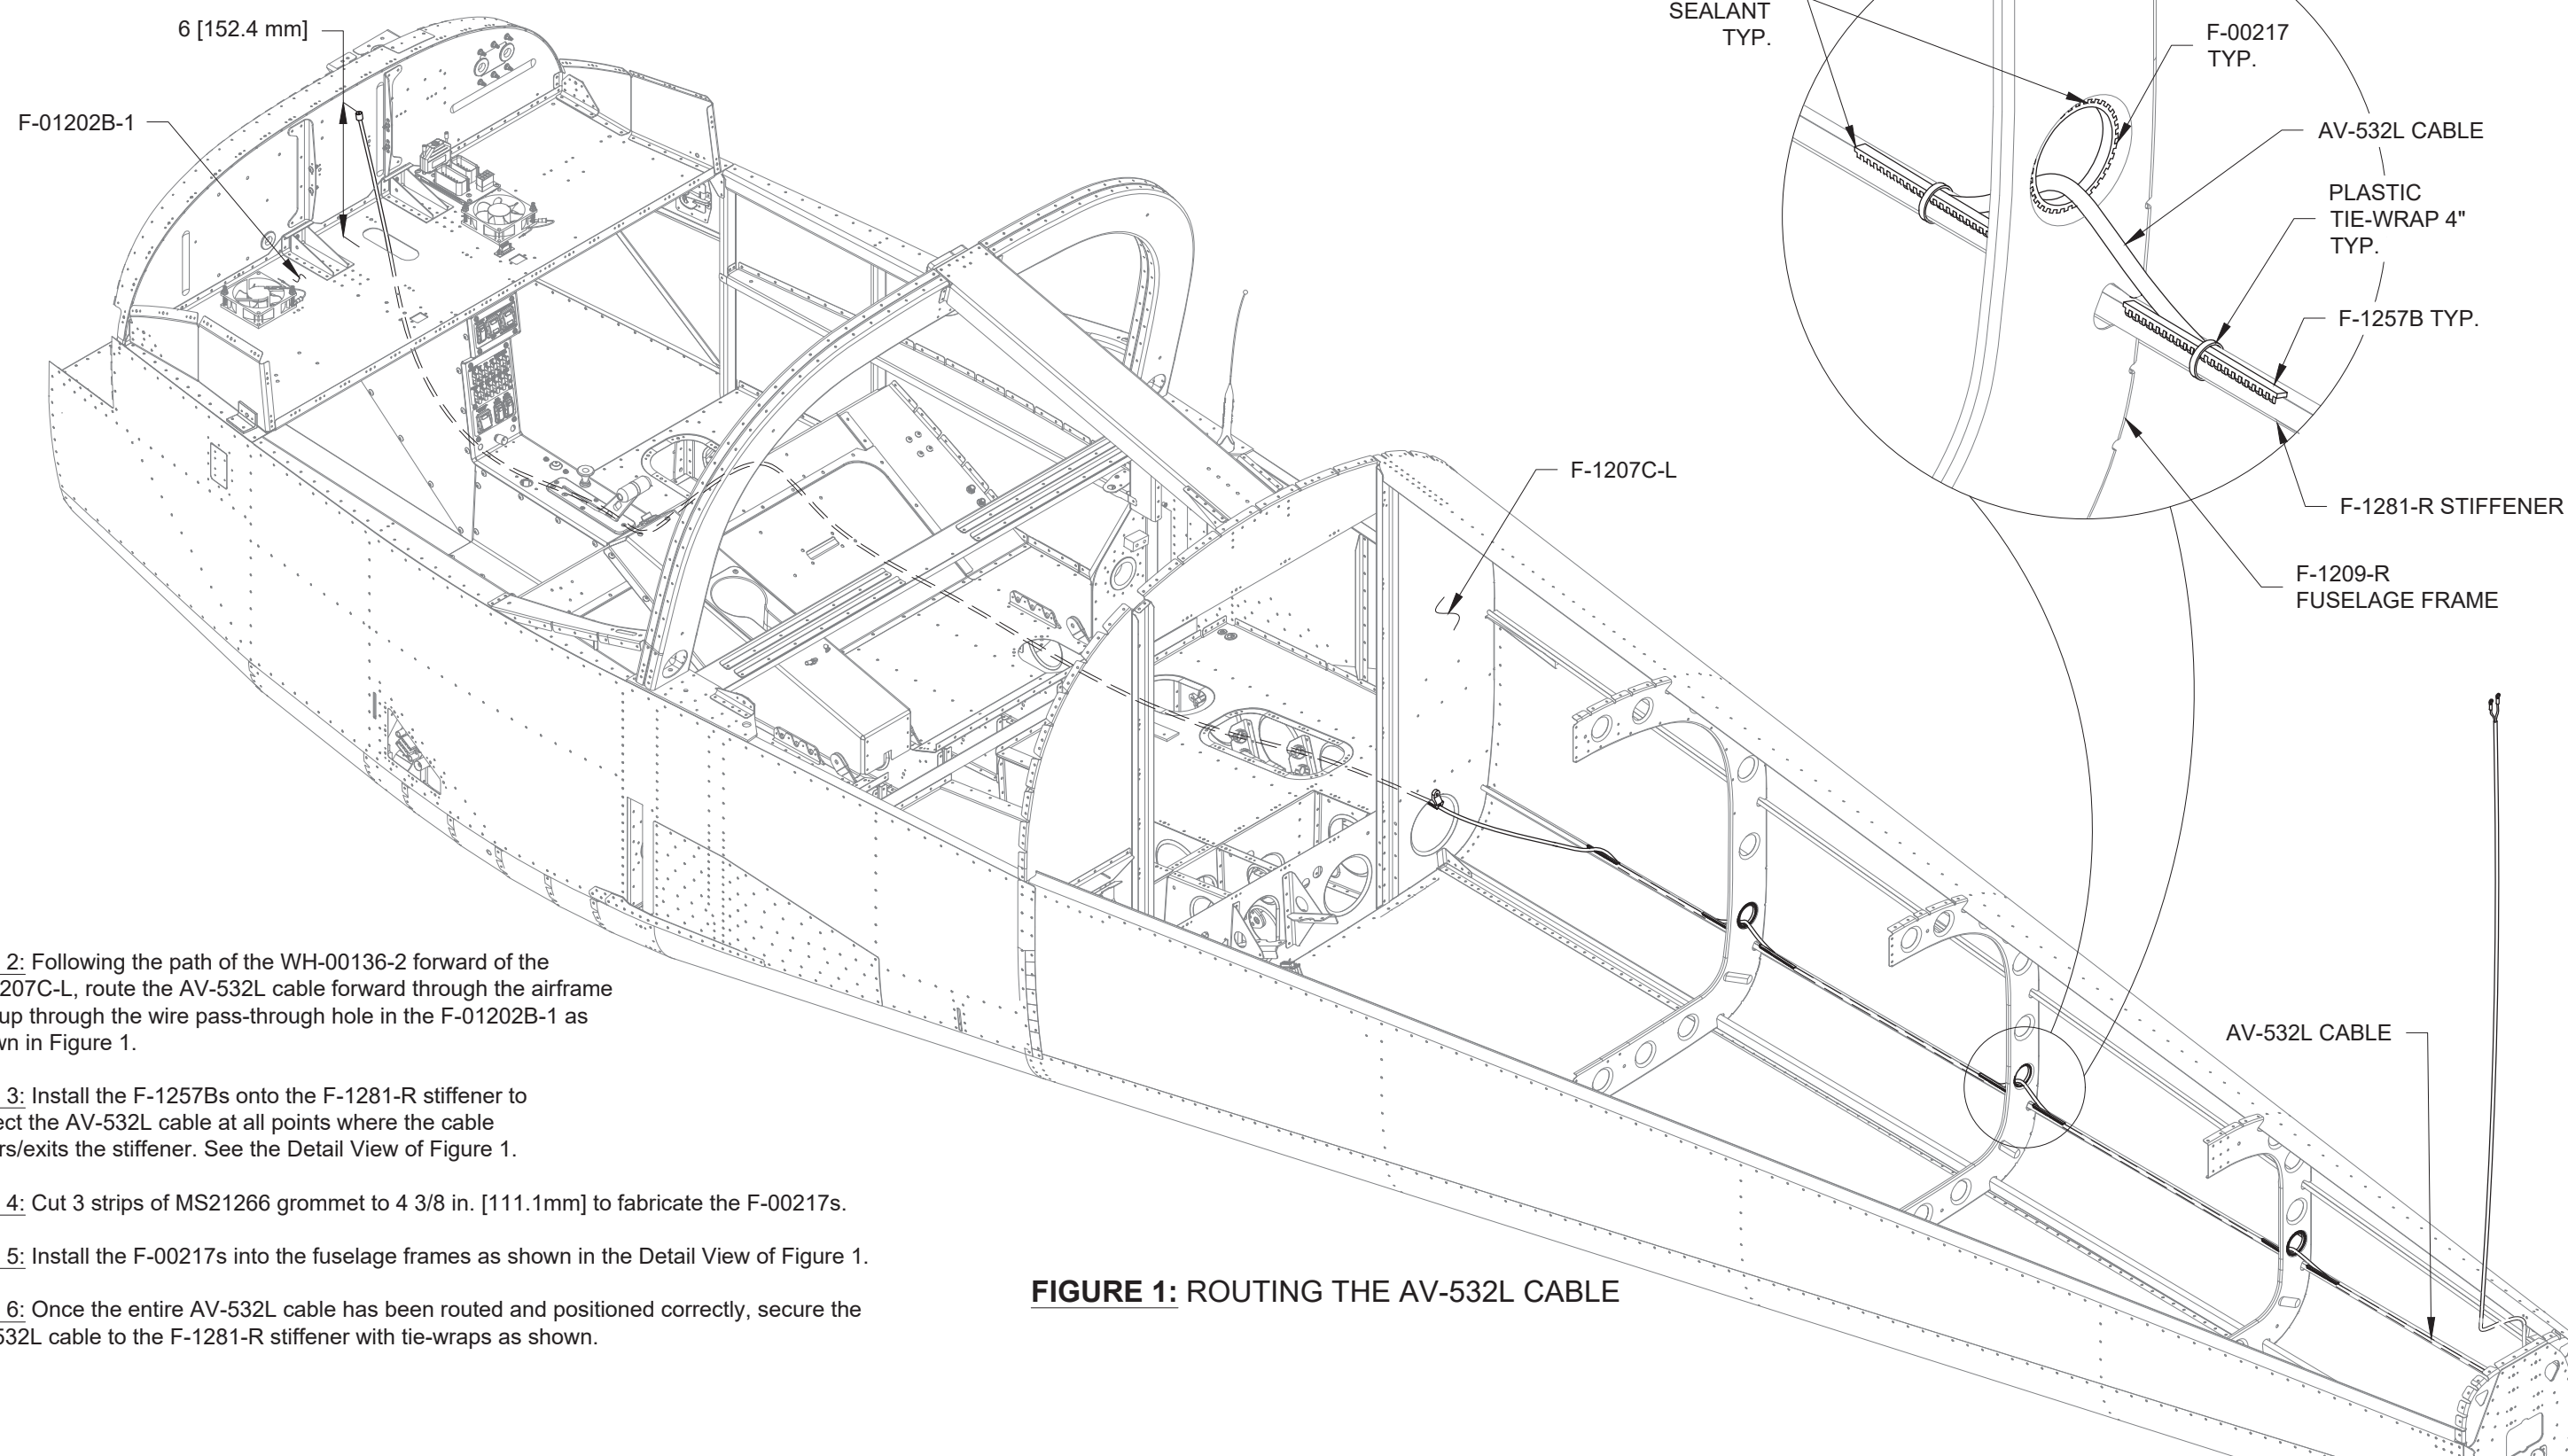 6 [152.4 mm]
F-01202B-1
SEALANT
TYP.
F-00217
TYP.
AV-532L CABLE
PLASTIC
TIE-WRAP 4"
TYP.
F-1257B TYP.
F-1281-R STIFFENER
F-1209-R
FUSELAGE FRAME
F-1207C-L
AV-532L CABLE
2: Following the path of the WH-00136-2 forward of the
207C-L, route the AV-532L cable forward through the airframe
up through the wire pass-through hole in the F-01202B-1 as
wn in Figure 1.
3: Install the F-1257Bs onto the F-1281-R stiffener to
ect the AV-532L cable at all points where the cable
rs/exits the stiffener. See the Detail View of Figure 1.
4: Cut 3 strips of MS21266 grommet to 4 3/8 in. [111.1mm] to fabricate the F-00217s.
5: Install the F-00217s into the fuselage frames as shown in the Detail View of Figure 1.
6: Once the entire AV-532L cable has been routed and positioned correctly, secure the
532L cable to the F-1281-R stiffener with tie-wraps as shown.
FIGURE 1: ROUTING THE AV-532L CABLE